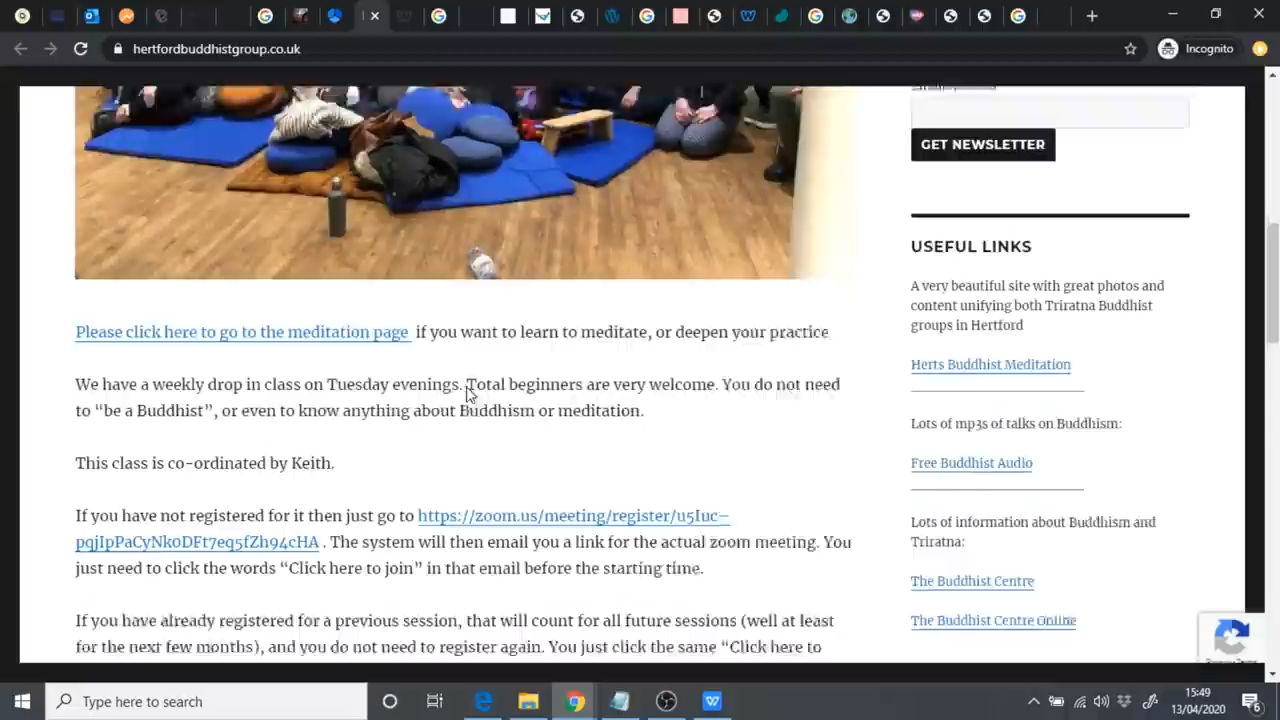 hertfordbuddhistgroup.co.uk
Incognito
GET NEWSLETTER
USEFUL LINKS
A very beautiful site with great photos and
content unifying both Triratna Buddhist
groups in Hertford
Herts Buddhist Meditation
Lots of mp3s of talks on Buddhism:
Free Buddhist Audio
Lots of information about Buddhism and
Triratna:
The Buddhist Centre
The Buddhist Centre Online
Please click here to go to the meditation page if you want to learn to meditate, or deepen your practice
We have a weekly drop in class on Tuesday evenings. Total beginners are very welcome. You do not need
to “be a Buddhist”, or even to know anything about Buddhism or meditation.
This class is co-ordinated by Keith.
If you have not registered for it then just go to https://zoom.us/meeting/register/u5Iuc–
pqjIpPaCyNk0DFt7eq5fZh94cHA . The system will then email you a link for the actual zoom meeting. You
just need to click the words “Click here to join” in that email before the starting time.
If you have already registered for a previous session, that will count for all future sessions (well at least
for the next few months), and you do not need to register again. You just click the same “Click here to
Type here to search
15:49
13/04/2020
6